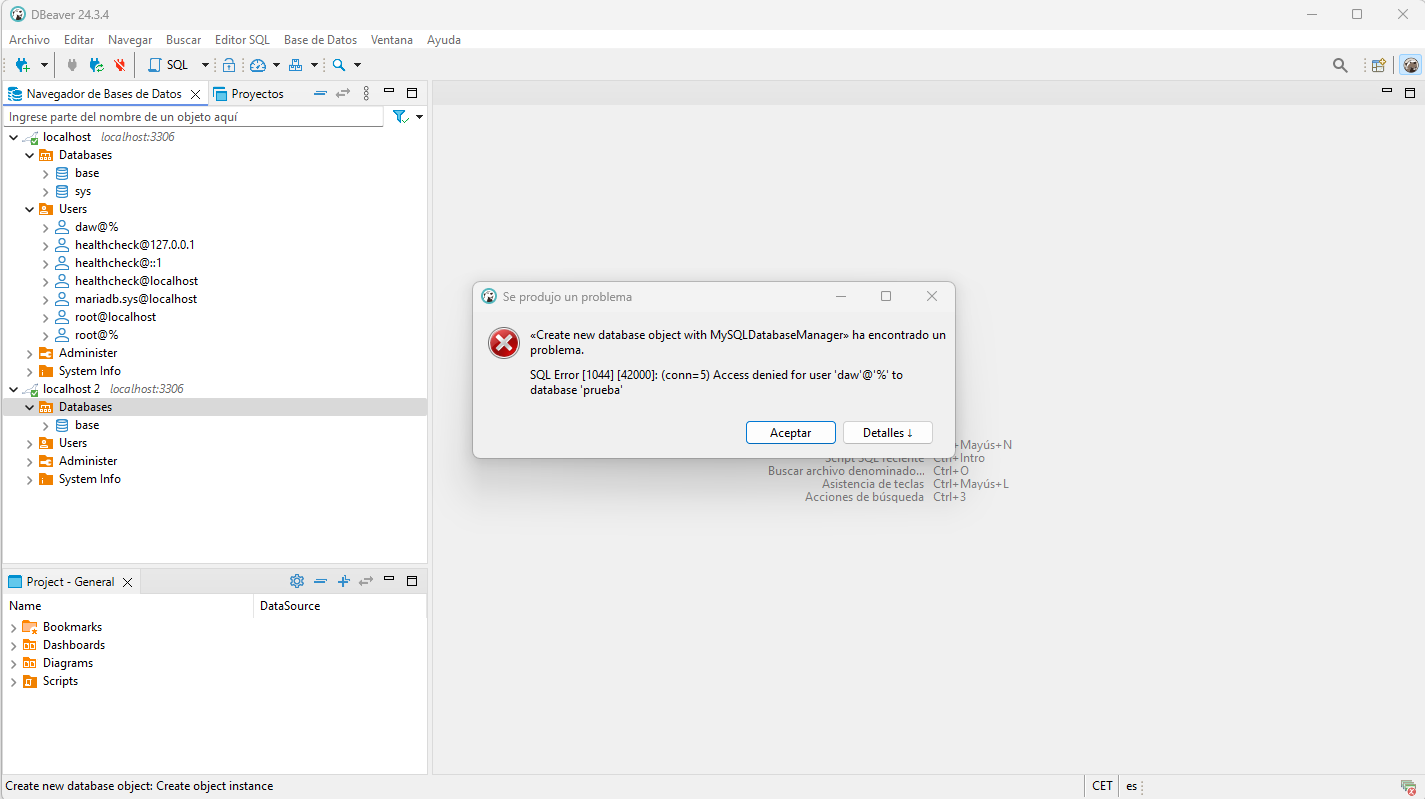 DBeaver 24.3.4
Archivo Editar Navegar Buscar Editor SQL Base de Datos Ventana Ayuda
SQL
Navegador de Bases de Datos Proyectos
Ingrese parte del nombre de un objeto aquí
localhost localhost:3306
Databases
base
sys
Users
daw@%
healthcheck@127.0.0.1
healthcheck@::1
healthcheck@localhost
mariadb.sys@localhost
root@localhost
root@%
Administer
System Info
localhost 2 localhost:3306
Databases
base
Users
Administer
System Info
Se produjo un problema
«Create new database object with MySQLDatabaseManager» ha encontrado un
problema.
SQL Error [1044] [42000]: (conn=5) Access denied for user 'daw'@'%' to
database 'prueba'
Aceptar Detalles ↓
+Mayús+N
Script SQL reciente Ctrl+Intro
Buscar archivo denominado... Ctrl+O
Asistencia de teclas Ctrl+Mayús+L
Acciones de búsqueda Ctrl+3
Project - General
Name DataSource
Bookmarks
Dashboards
Diagrams
Scripts
Create new database object: Create object instance
CET es